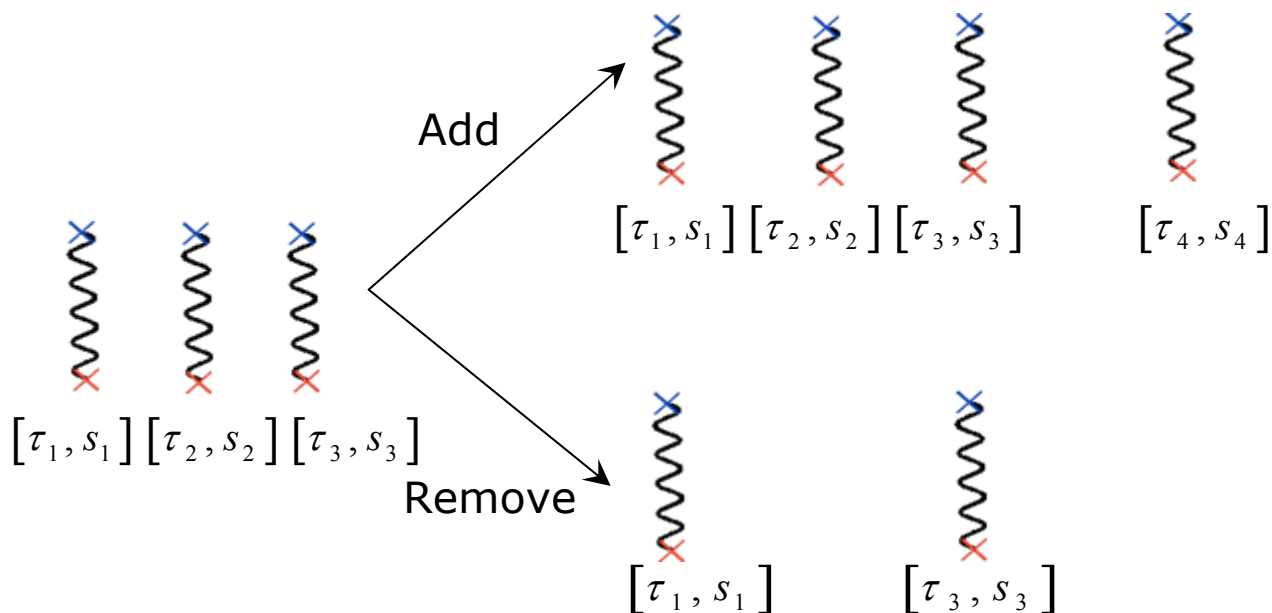 Add
[τ₁, s₁] [τ₂, s₂] [τ₃, s₃] [τ₄, s₄]
[τ₁, s₁] [τ₂, s₂] [τ₃, s₃]
Remove
[τ₁, s₁] [τ₃, s₃]